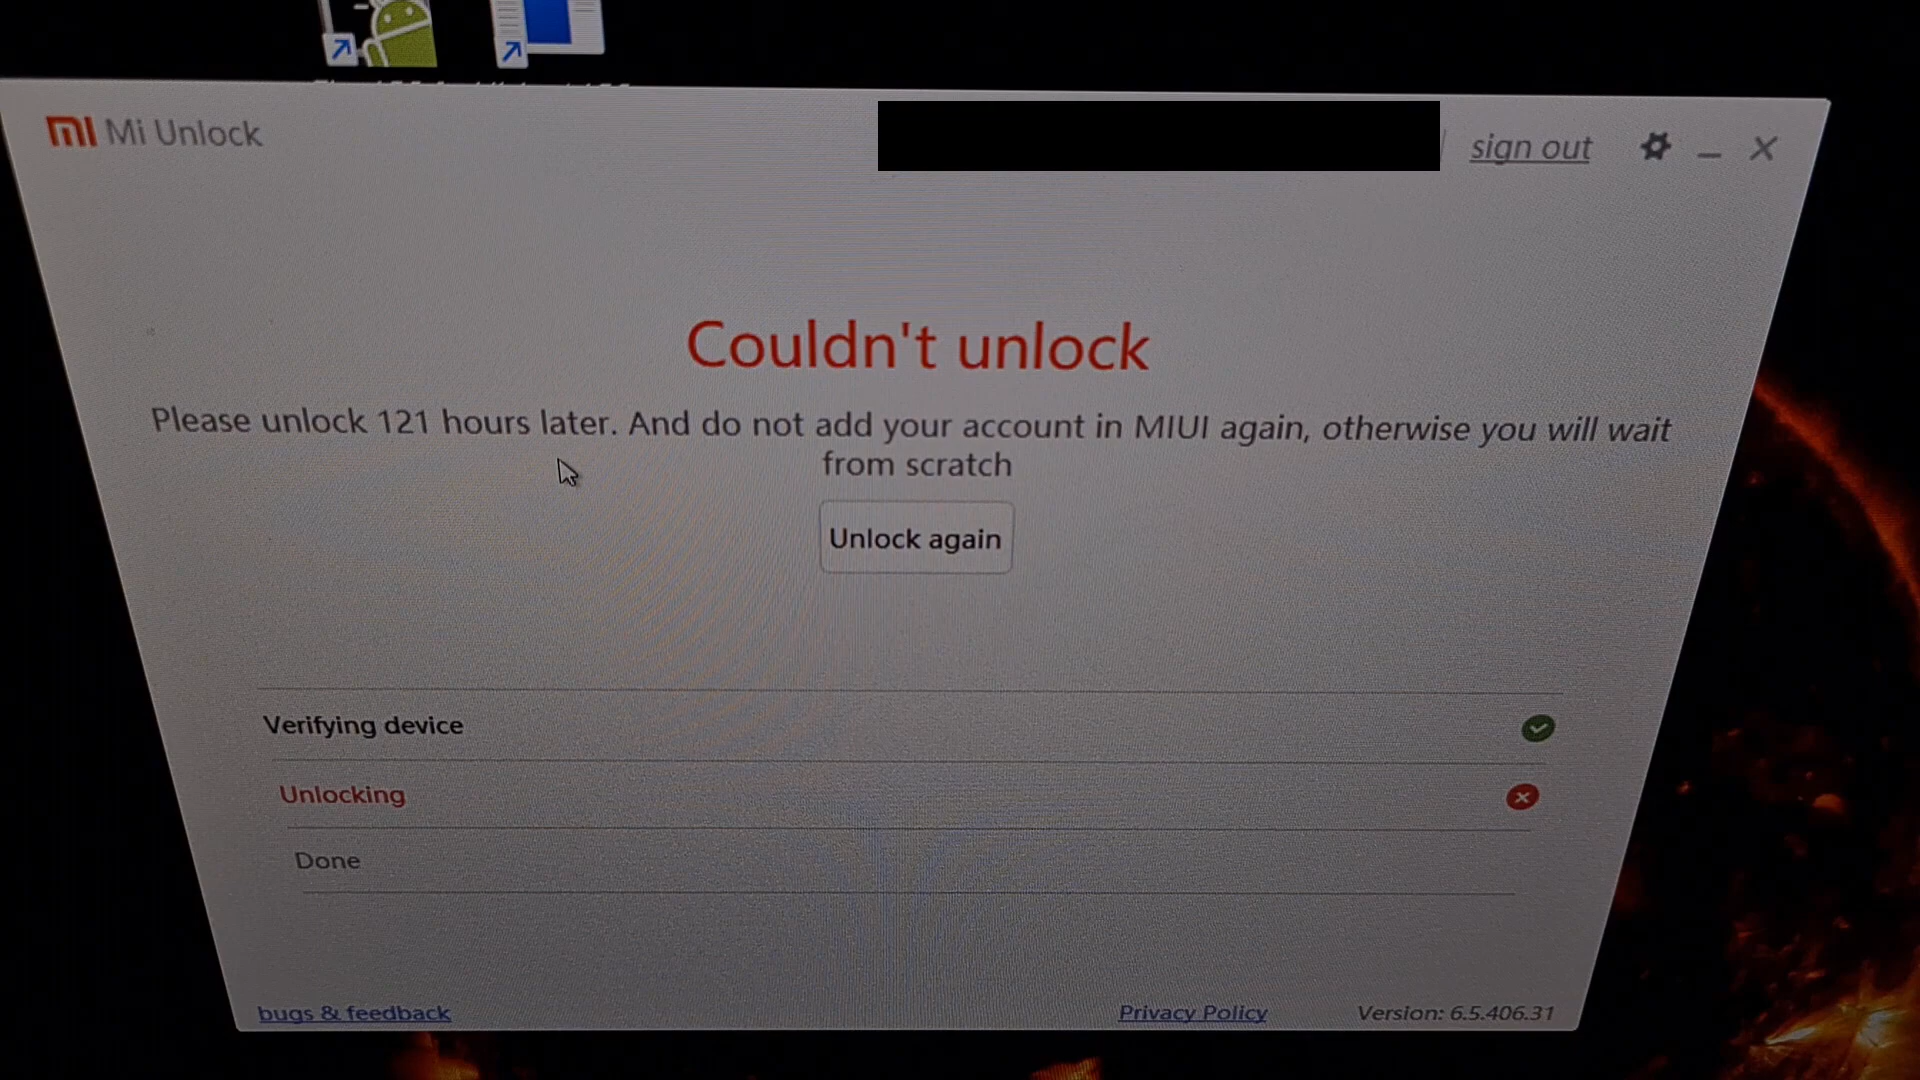 mi Mi Unlock
sign out
Couldn't unlock
Please unlock 121 hours later. And do not add your account in MIUI again, otherwise you will wait
from scratch
Unlock again
Verifying device
Unlocking
Done
bugs & feedback
Privacy Policy
Version: 6.5.406.31